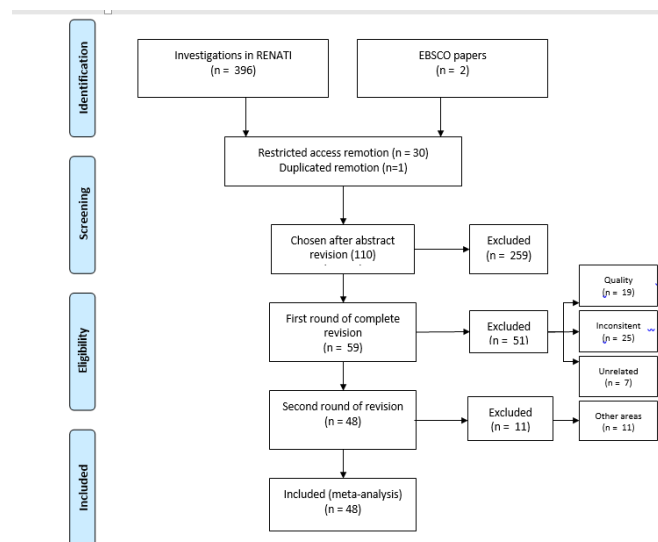 Identification
Investigations in RENATI
(n = 396)
EBSCO papers
(n = 2)
Restricted access remotion (n = 30)
Duplicated remotion (n=1)
Screening
Chosen after abstract
revision (110)
Excluded
(n = 259)
Eligibility
First round of complete
revision
(n = 59)
Excluded
(n = 51)
Quality
(n = 19)
Inconsitent
(n = 25)
Unrelated
(n = 7)
Second round of revision
(n = 48)
Excluded
(n = 11)
Other areas
(n = 11)
Included
Included (meta-analysis)
(n = 48)